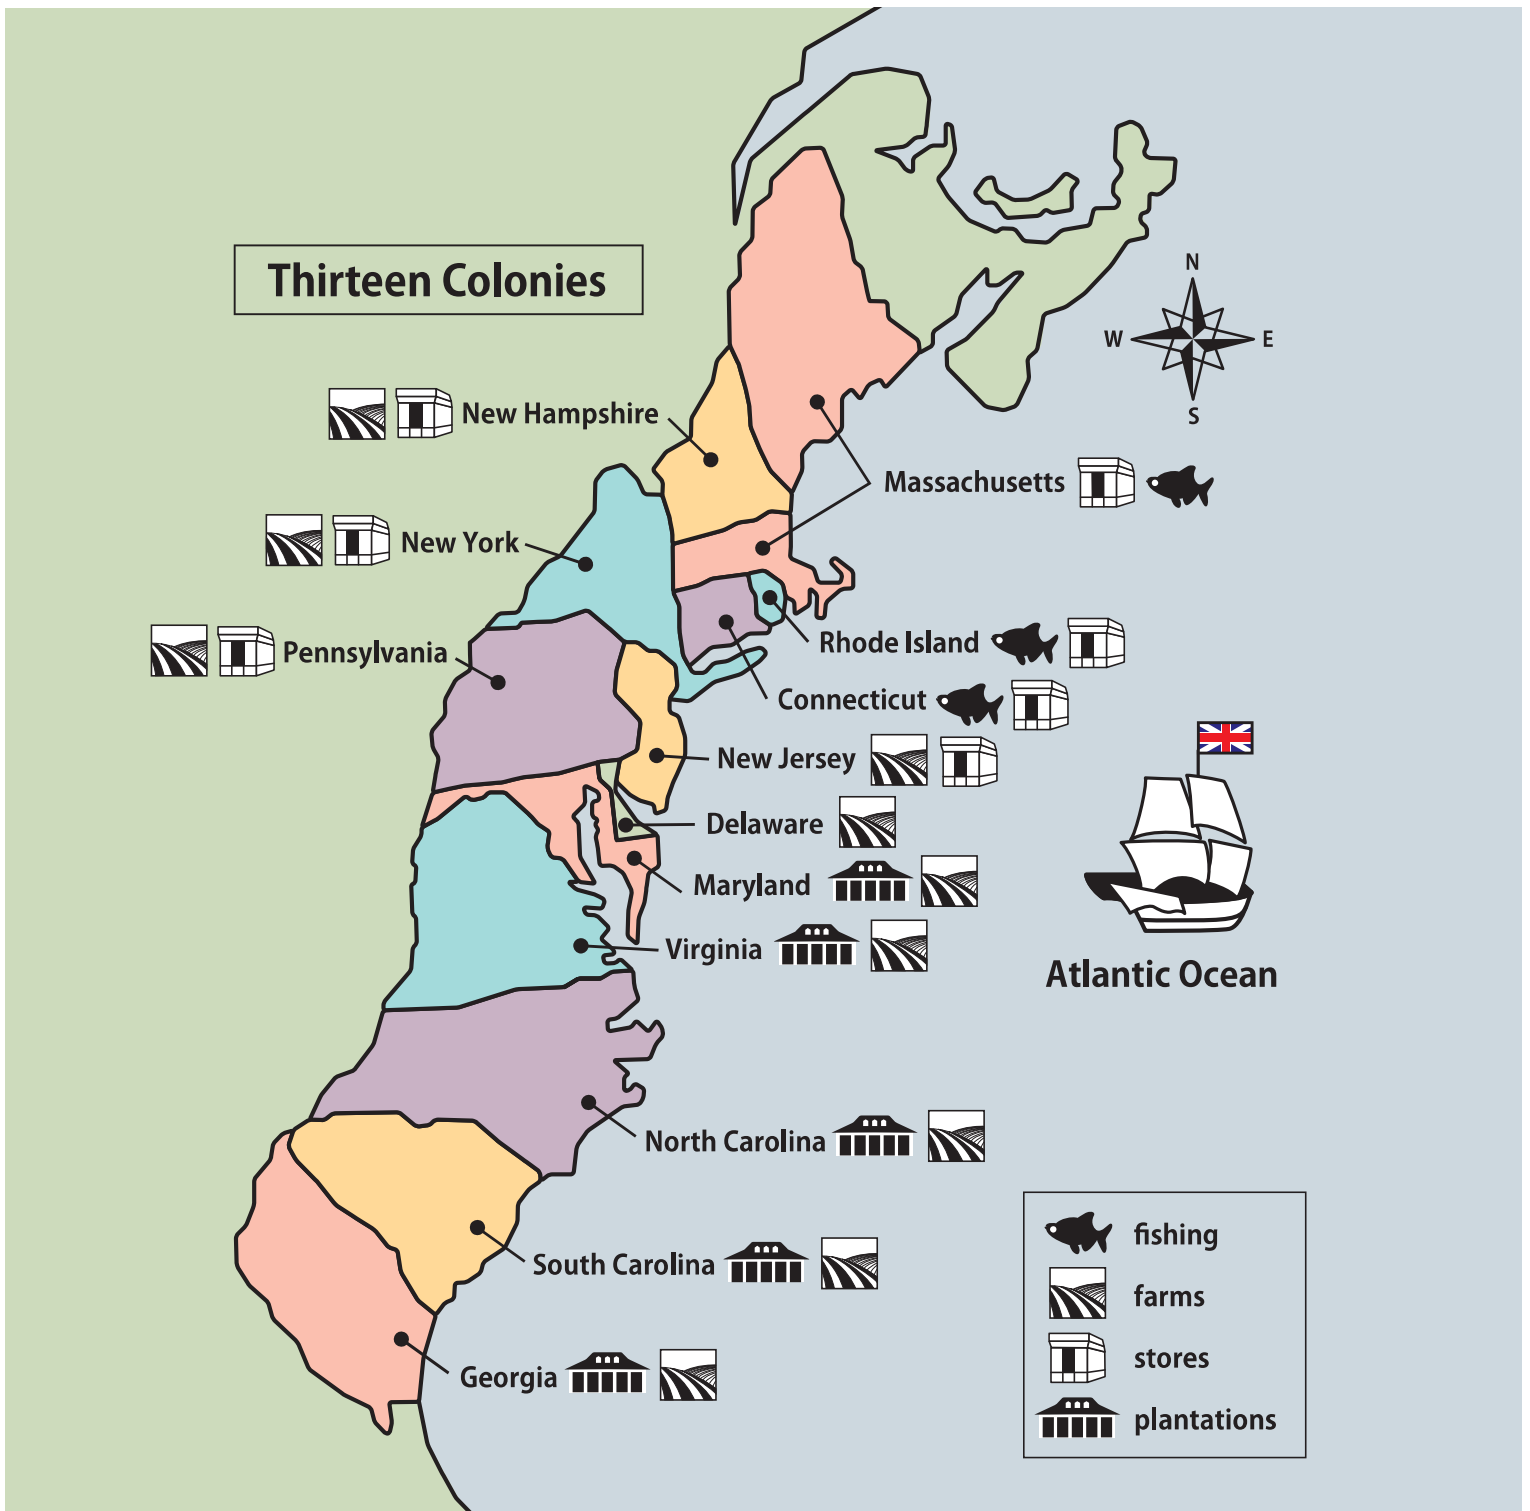 Thirteen Colonies
N
W
E
S
New Hampshire
Massachusetts
New York
Rhode Island
Pennsylvania
Connecticut
New Jersey
Delaware
Maryland
Virginia
Atlantic Ocean
North Carolina
South Carolina
Georgia
fishing
farms
stores
plantations